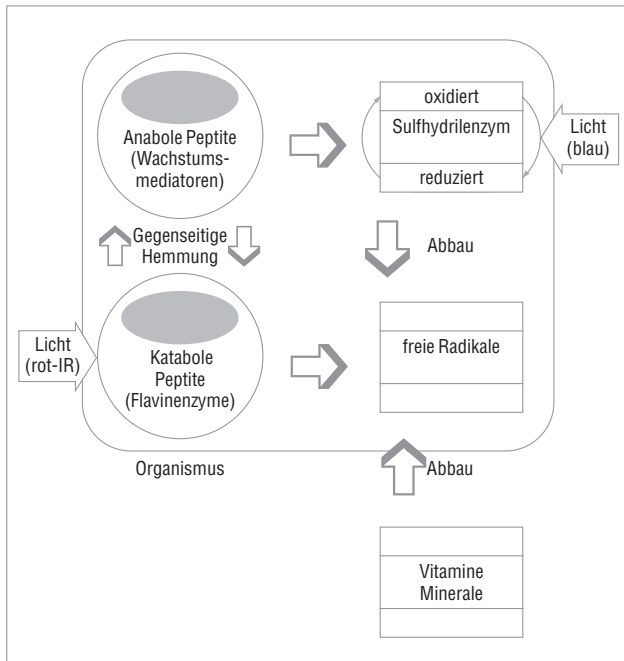 oxidiert
Anabole Peptite
(Wachstums-
mediatoren)
Sulfhydrilenzym
Licht
(blau)
reduziert
Gegenseitige
Hemmung
Abbau
Licht
(rot-IR)
Katabole
Peptite
(Flavinenzyme)
freie Radikale
Organismus
Abbau
Vitamine
Minerale